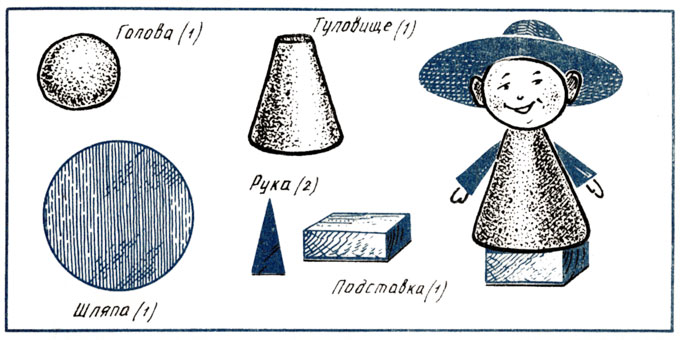 Голова (1)
Туловище (1)
Рука (2)
Подставка (1)
Шляпа (1)